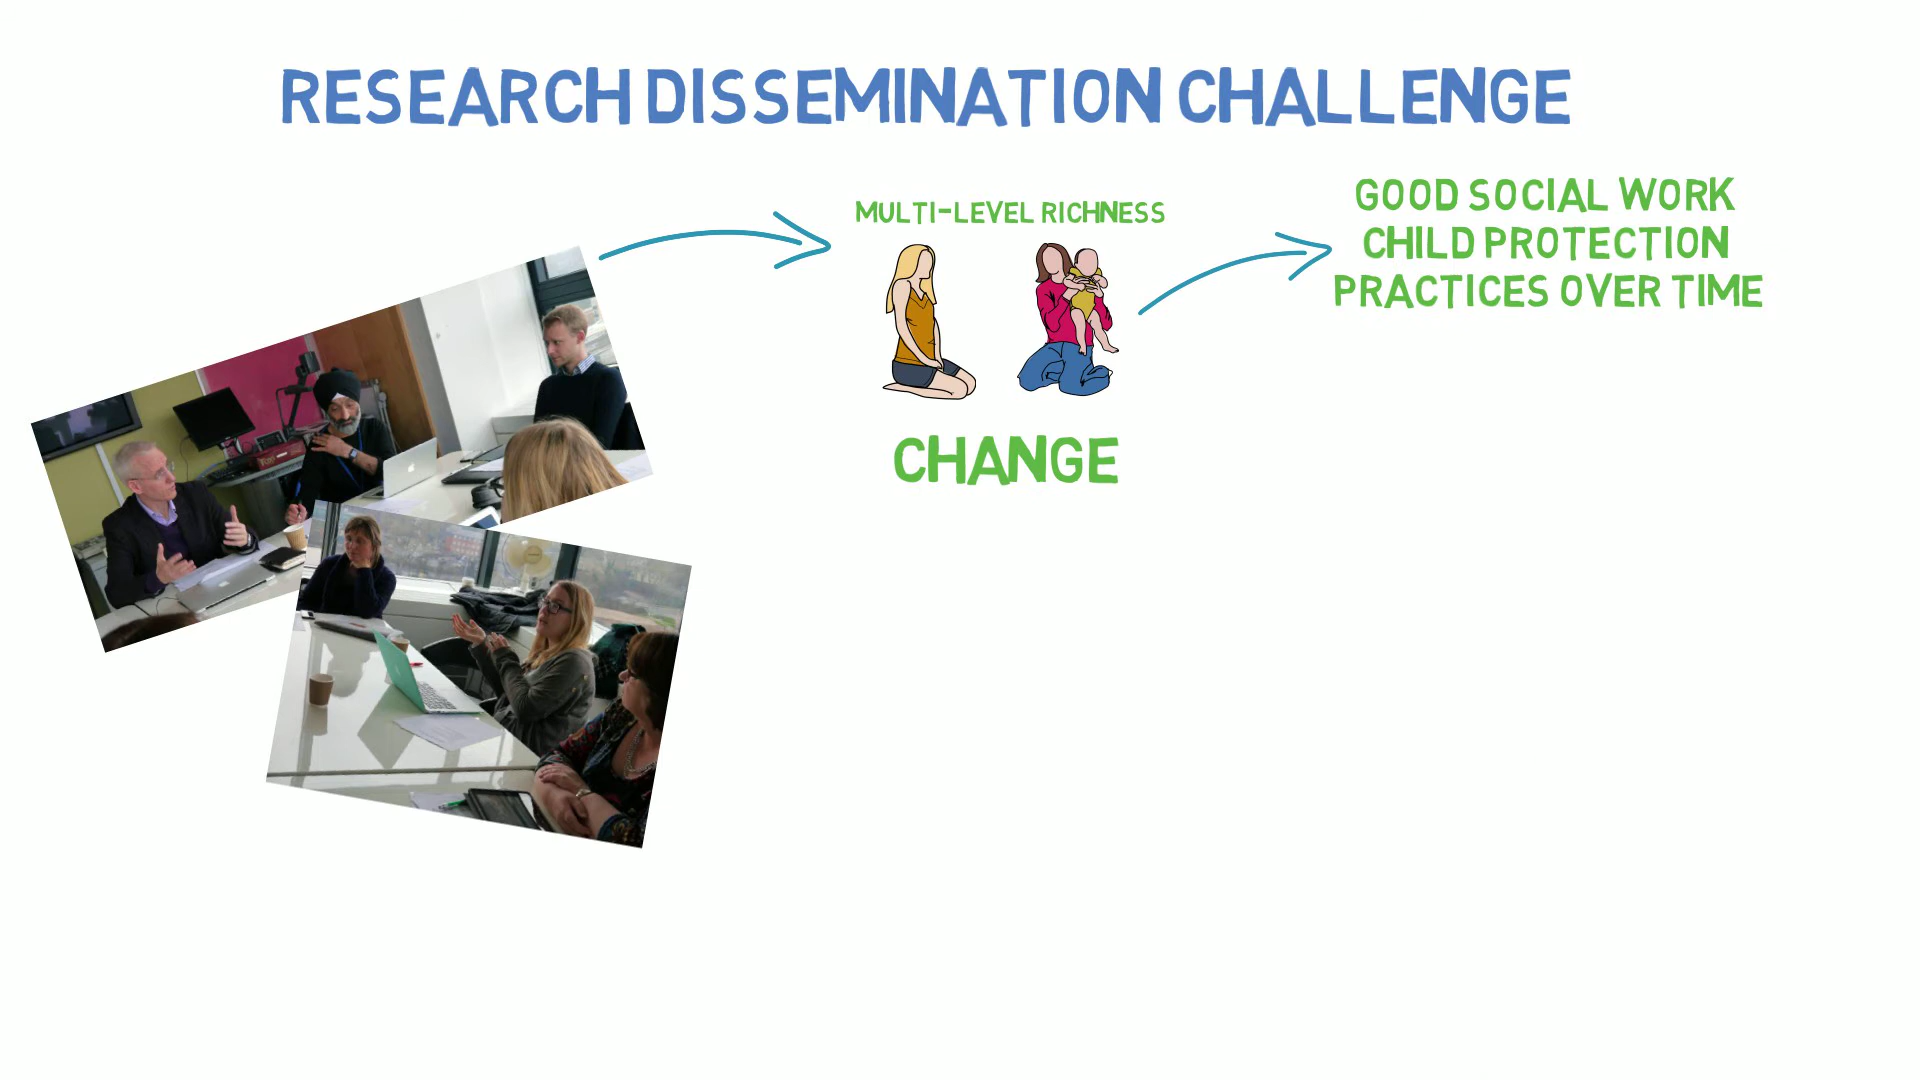 RESEARCH DISSEMINATION CHALLENGE
MULTI-LEVEL RICHNESS
CHANGE
GOOD SOCIAL WORK
CHILD PROTECTION
PRACTICES OVER TIME